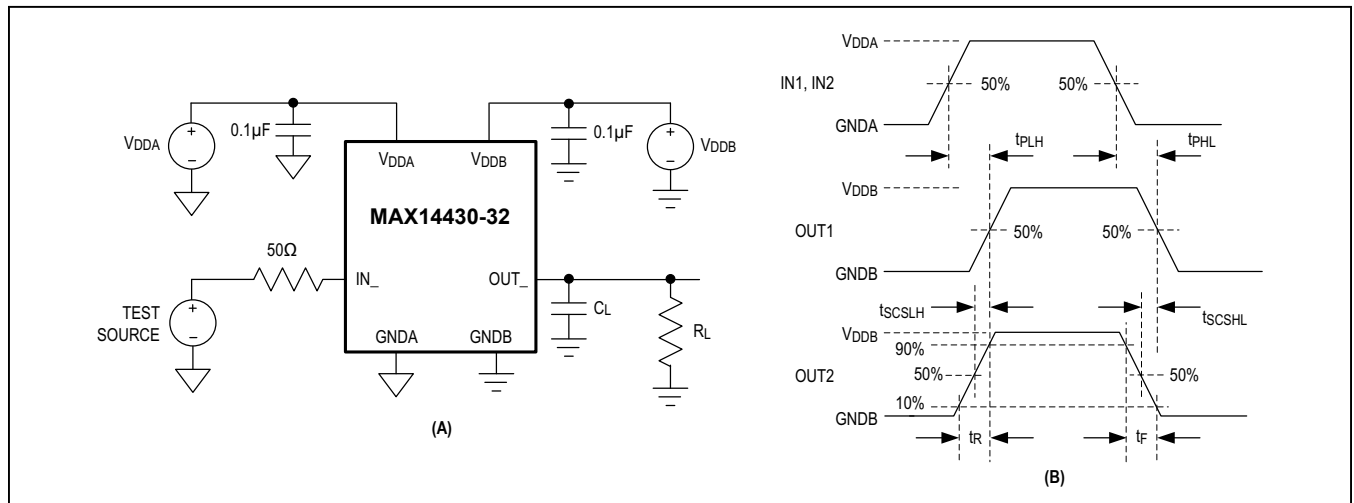 VDDA
0.1µF
VDDA
VDDB
0.1µF
VDDB
MAX14430-32
50Ω
IN_
OUT_
TEST
SOURCE
CL
RL
GNDA
GNDB
(A)
VDDA
IN1, IN2
50%
50%
GNDA
tPLH
tPHL
VDDB
OUT1
50%
50%
GNDB
tSCSLH
tSCSHL
VDDB
90%
OUT2
50%
50%
10%
GNDB
tR
tF
(B)